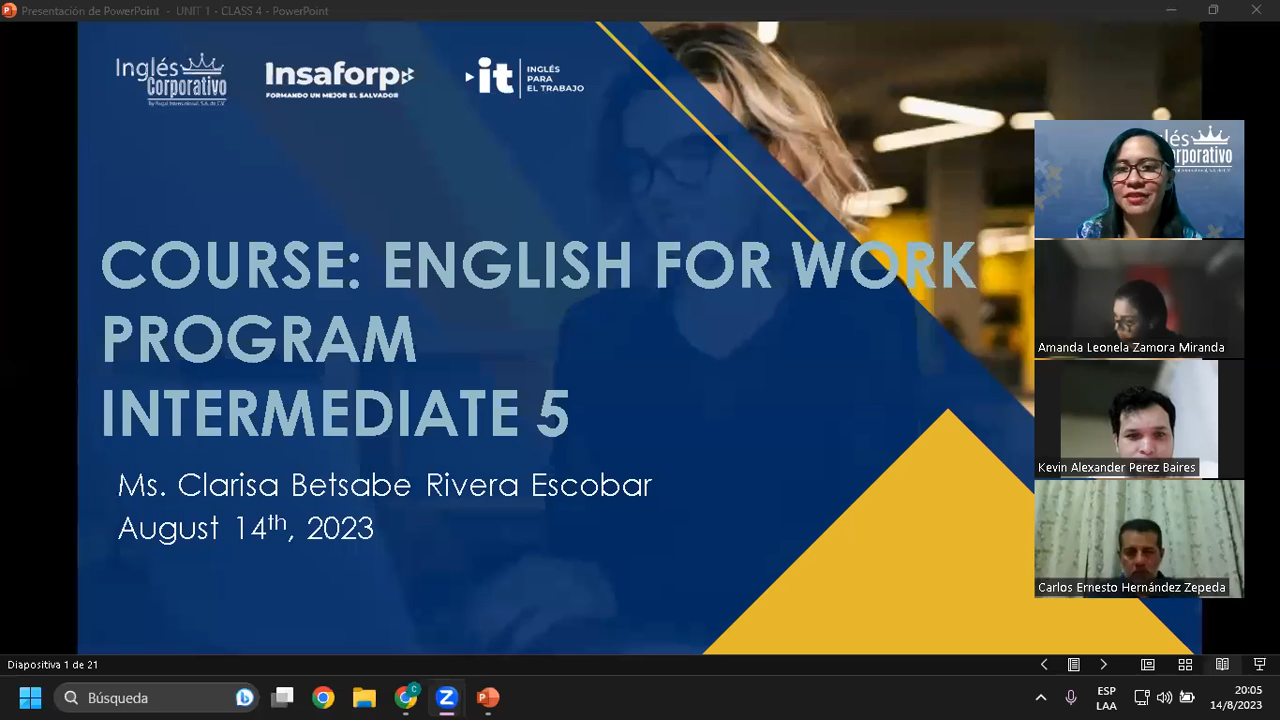 Presentación de PowerPoint - UNIT 1 - CLASS 4 - PowerPoint
Inglés
Corporativo
Insaforp
FORMANDO UN MEJOR EL SALVADOR
it
INGLÉS
PARA
EL TRABAJO
COURSE: ENGLISH FOR WORK
PROGRAM
INTERMEDIATE 5
Ms. Clarisa Betsabe Rivera Escobar
August 14th, 2023
Amanda Leonela Zamora Miranda
Kevin Alexander Perez Baires
Carlos Ernesto Hernández Zepeda
Diapositiva 1 de 21
Búsqueda
ESP
LAA
20:05
14/8/2023